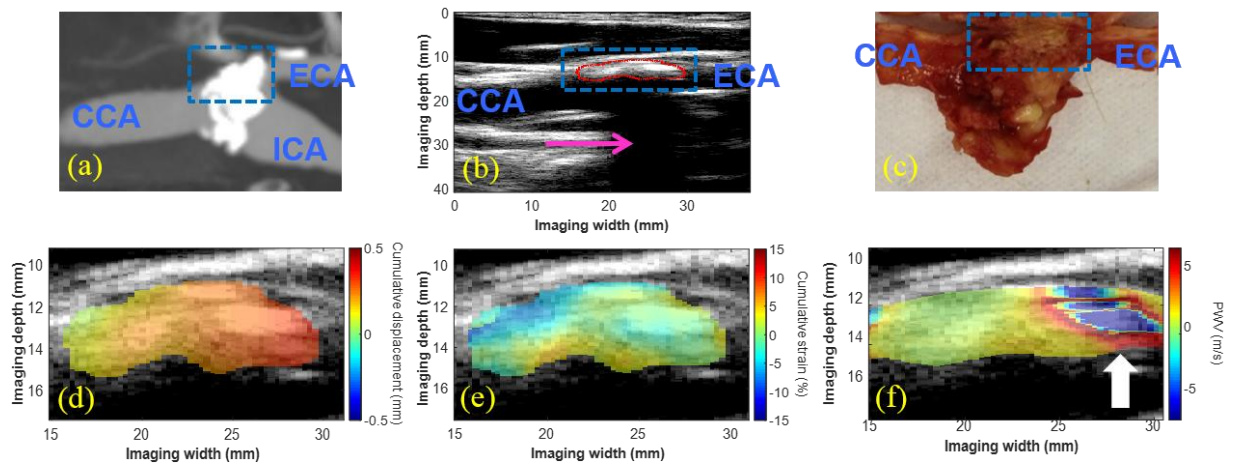 CCA
ECA
ICA
(a)
0
10
20
30
40
Imaging depth (mm)
CCA
ECA
(b)
0
10
20
30
Imaging width (mm)
CCA
ECA
(c)
10
12
14
16
Imaging depth (mm)
(d)
15
20
25
30
Imaging width (mm)
0.5
0
-0.5
Cumulative displacement (mm)
10
12
14
16
Imaging depth (mm)
(e)
15
20
25
30
Imaging width (mm)
15
10
5
0
-5
-10
-15
Cumulative strain (%)
10
12
14
16
Imaging depth (mm)
(f)
15
20
25
30
Imaging width (mm)
5
0
-5
PWV (m/s)